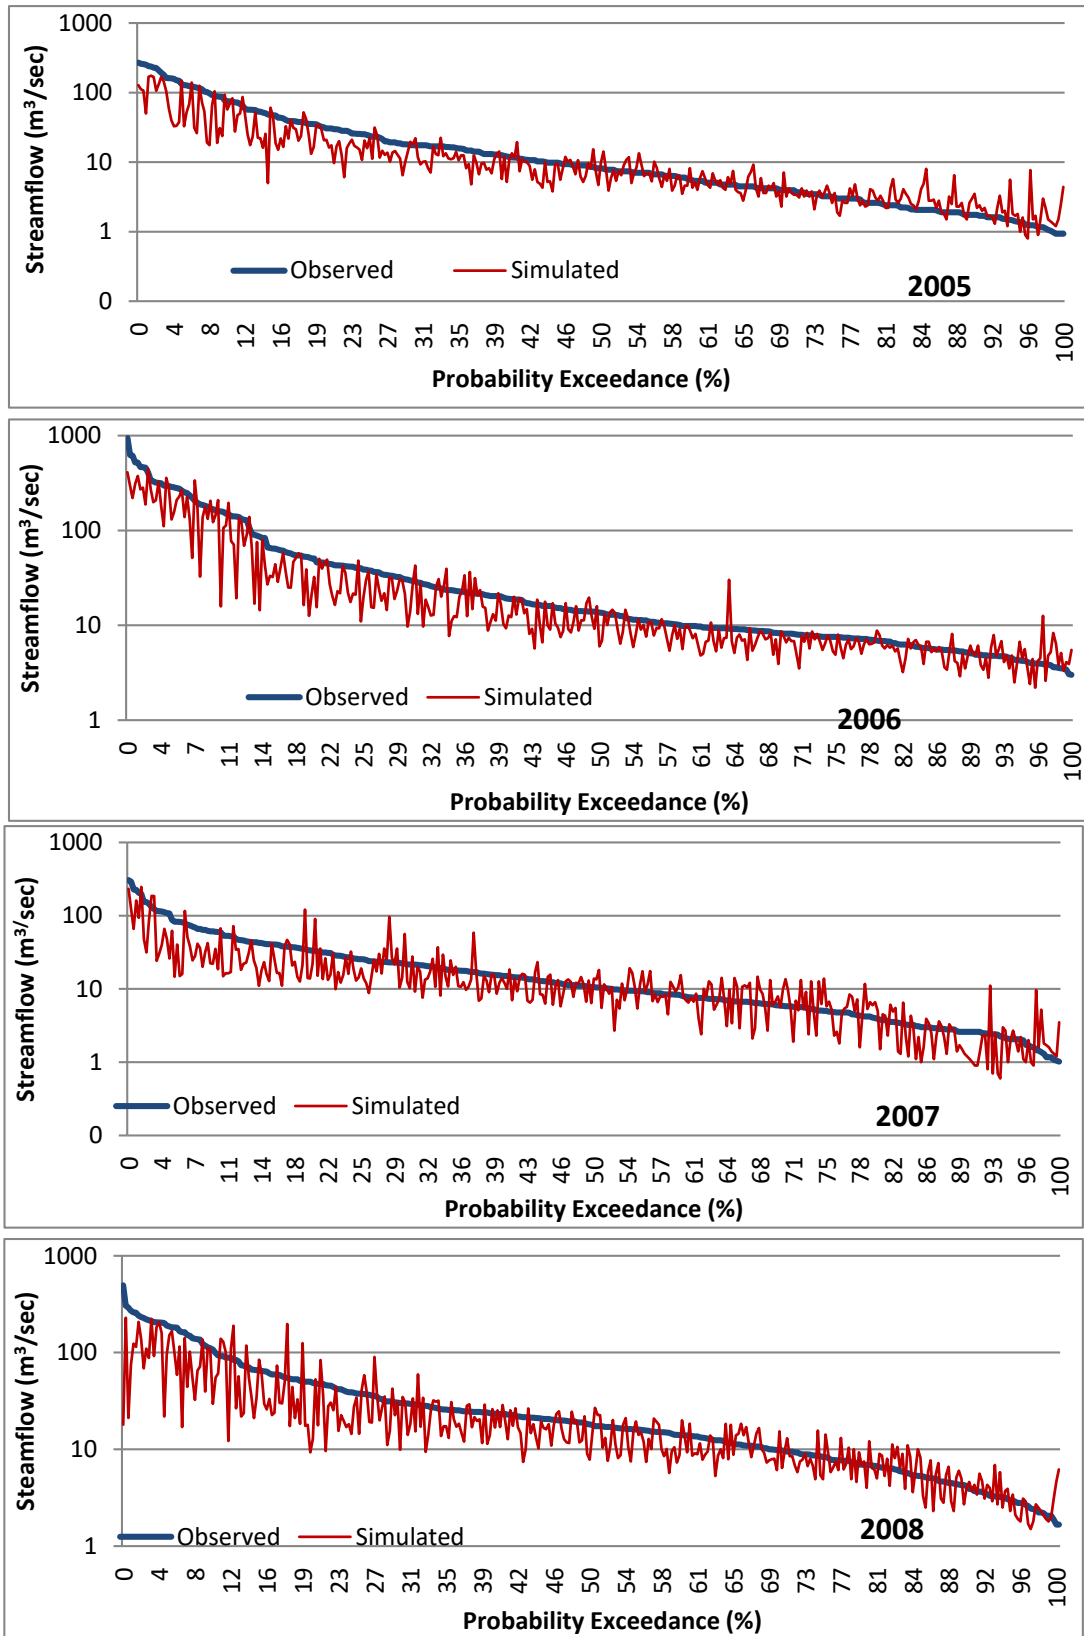 1000
100
10
1
0
Streamflow (m³/sec)
Observed
Simulated
2005
0 4 8 12 16 19 23 27 31 35 39 43 46 50 54 58 61 65 69 73 77 81 84 88 92 96 100
Probability Exceedance (%)
1000
100
10
1
Streamflow (m³/sec)
Observed
Simulated
2006
0 4 7 11 14 18 21 25 29 32 36 39 43 46 50 54 57 61 64 68 71 75 78 82 86 89 93 96 100
Probability Exceedance (%)
1000
100
10
1
0
Streamflow (m³/sec)
Observed
Simulated
2007
0 4 7 11 14 18 22 25 29 32 36 39 43 46 50 54 57 61 64 68 71 75 78 82 86 89 93 96 100
Probability Exceedance (%)
1000
100
10
1
Steamflow (m³/sec)
Observed
Simulated
2008
0 4 8 12 16 19 23 27 31 35 39 42 46 50 54 58 62 65 69 73 77 81 84 88 92 96 100
Probability Exceedance (%)